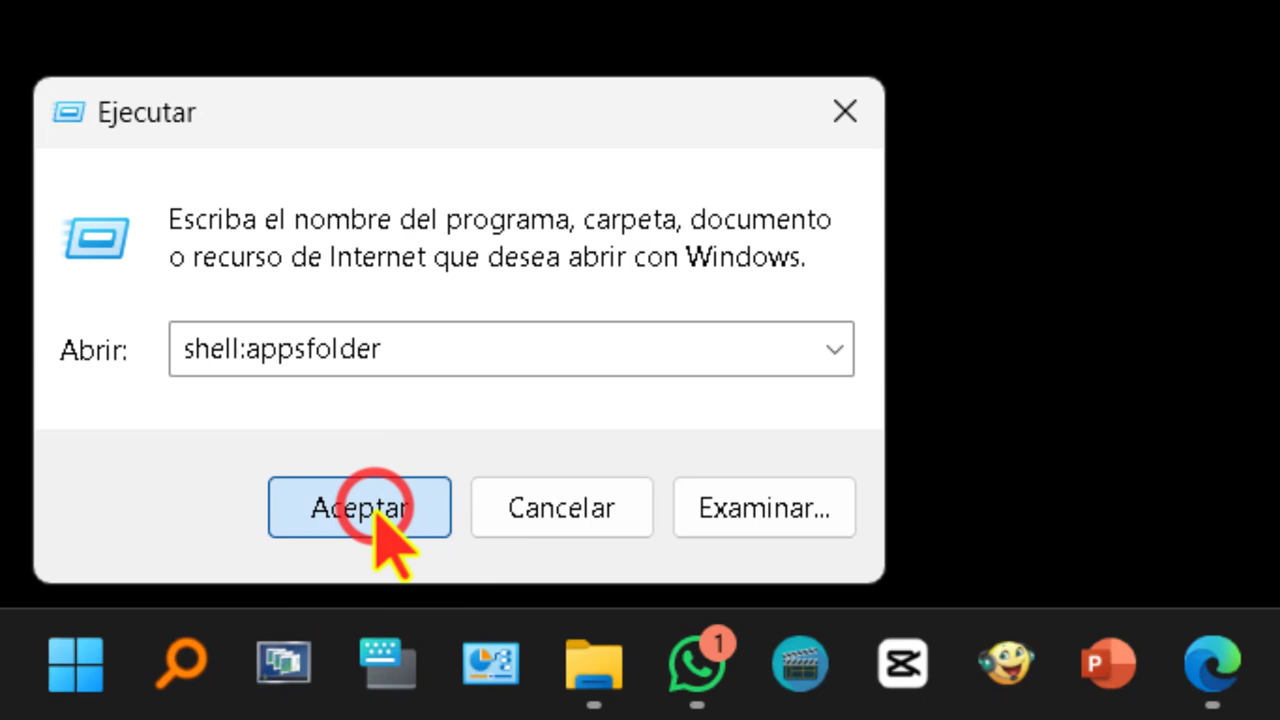 Ejecutar
Escriba el nombre del programa, carpeta, documento
o recurso de Internet que desea abrir con Windows.
Abrir: shell:appsfolder
Aceptar Cancelar Examinar...
1
P